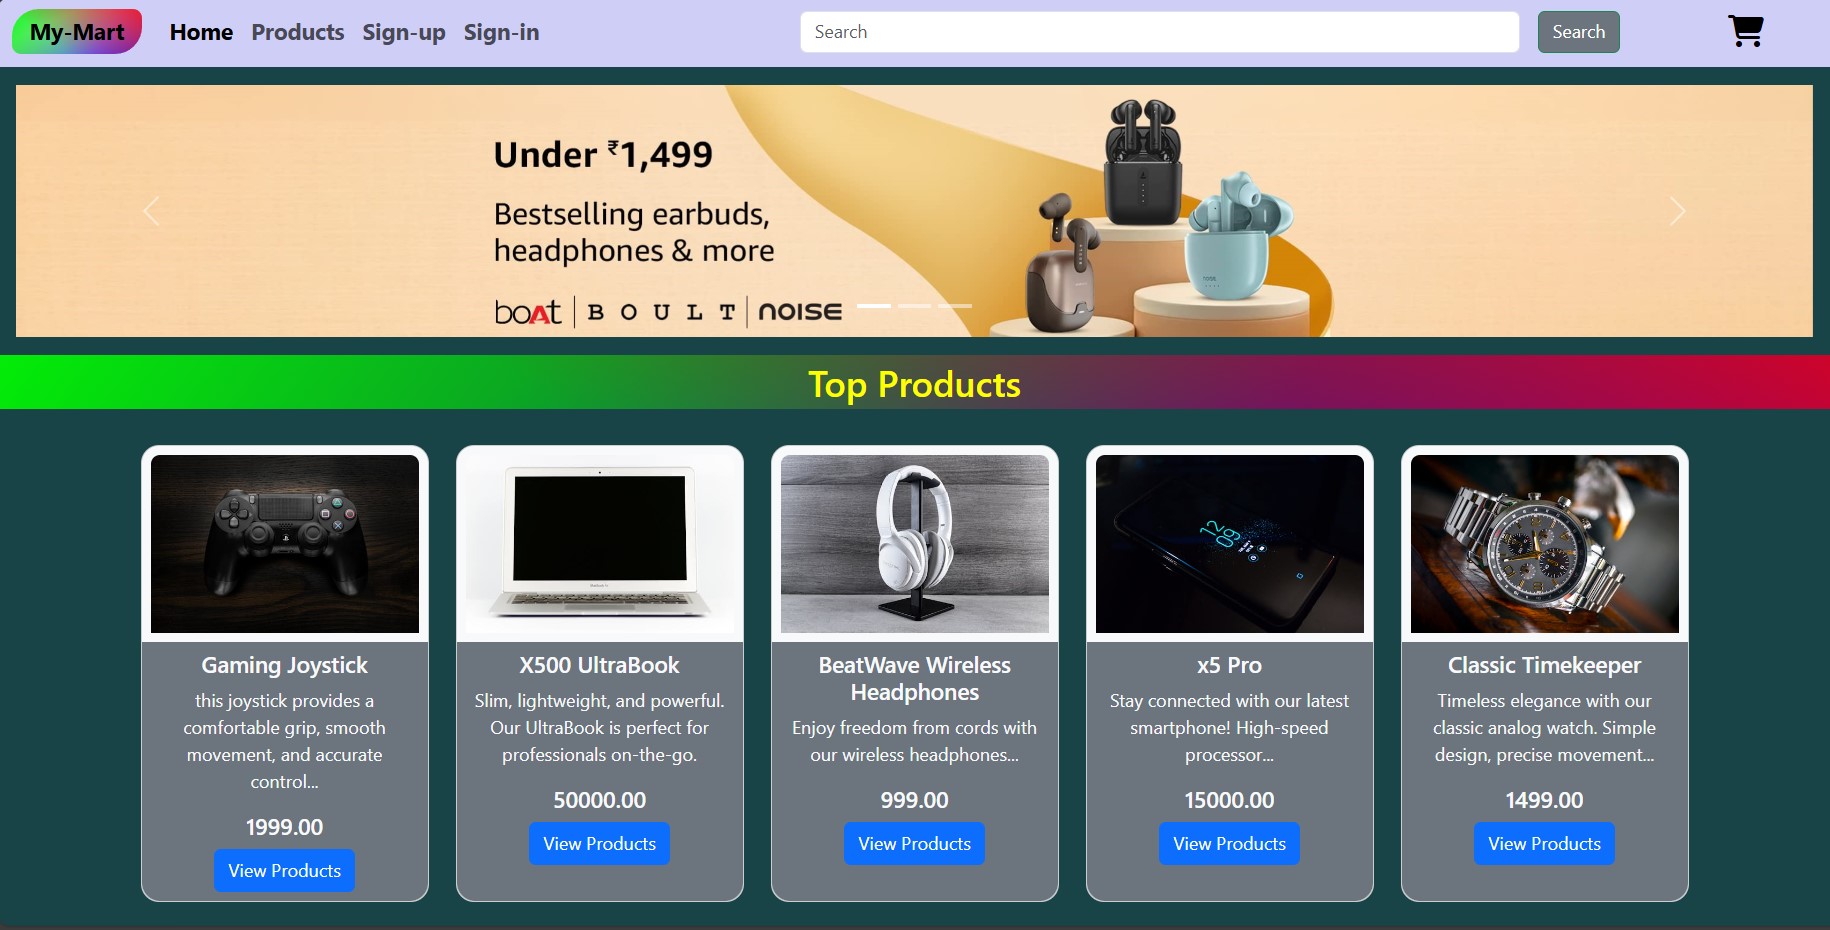 My-Mart Home Products Sign-up Sign-in Search Search
Under ₹1,499
Bestselling earbuds,
headphones & more
boAt | BOULT | noise
Top Products
Gaming Joystick
this joystick provides a
comfortable grip, smooth
movement, and accurate
control...
1999.00
View Products
X500 UltraBook
Slim, lightweight, and powerful.
Our UltraBook is perfect for
professionals on-the-go.
50000.00
View Products
BeatWave Wireless
Headphones
Enjoy freedom from cords with
our wireless headphones...
999.00
View Products
12
09
x5 Pro
Stay connected with our latest
smartphone! High-speed
processor...
15000.00
View Products
Classic Timekeeper
Timeless elegance with our
classic analog watch. Simple
design, precise movement...
1499.00
View Products